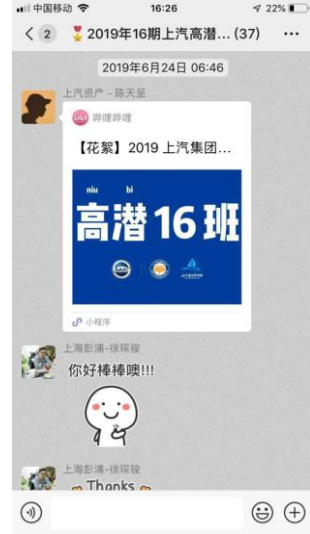 中国移动
16:26
22%
2
2019年16期上汽高潜... (37)
2019年6月24日 06:46
上汽资产 - 陈天星
哔哩哔哩
【花絮】2019 上汽集团...
niu bi
高潜 16 班
小程序
上海彭浦-徐琛骏
你好棒棒噢!!!
上海彭浦-徐琛骏
Thanks